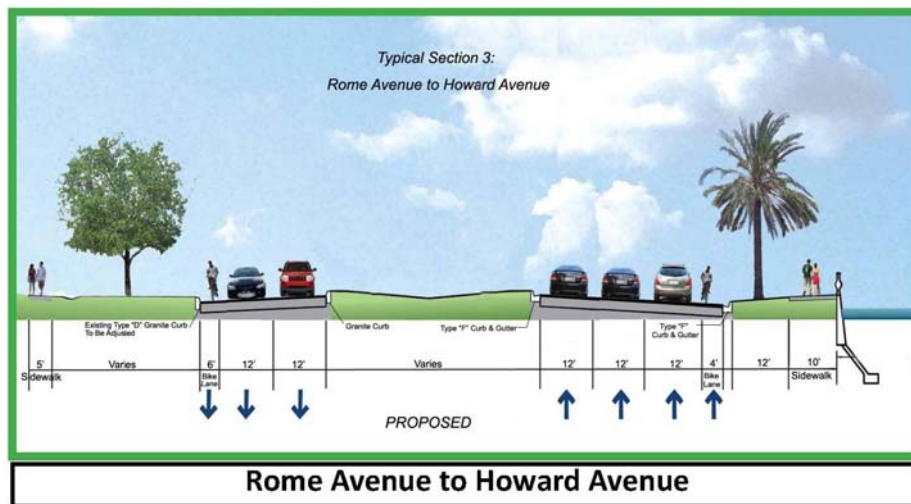 Typical Section 3:
Rome Avenue to Howard Avenue
Existing Type "D" Granite Curb
To Be Adjusted
Granite Curb
Type "F" Curb & Gutter
Type "F"
Curb & Gutter
5'
Sidewalk
Varies
6'
Bike
Lane
12'
12'
Varies
12'
12'
12'
4'
Bike
Lane
12'
10'
Sidewalk
PROPOSED
Rome Avenue to Howard Avenue